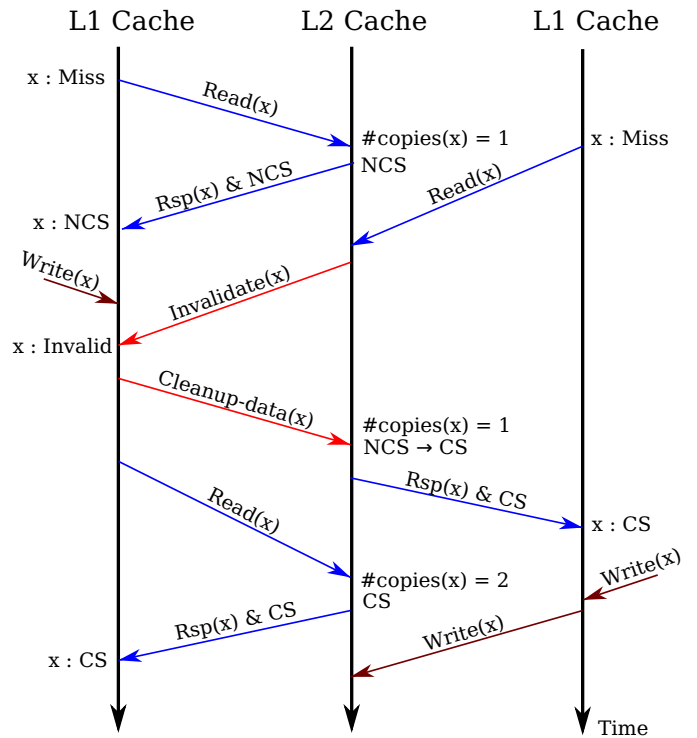 L1 Cache
L2 Cache
L1 Cache
x : Miss
Read(x)
#copies(x) = 1
NCS
x : Miss
Rsp(x) & NCS
Read(x)
x : NCS
Write(x)
Invalidate(x)
x : Invalid
Cleanup-data(x)
#copies(x) = 1
NCS → CS
Read(x)
Rsp(x) & CS
x : CS
#copies(x) = 2
CS
Write(x)
Rsp(x) & CS
Write(x)
x : CS
Time